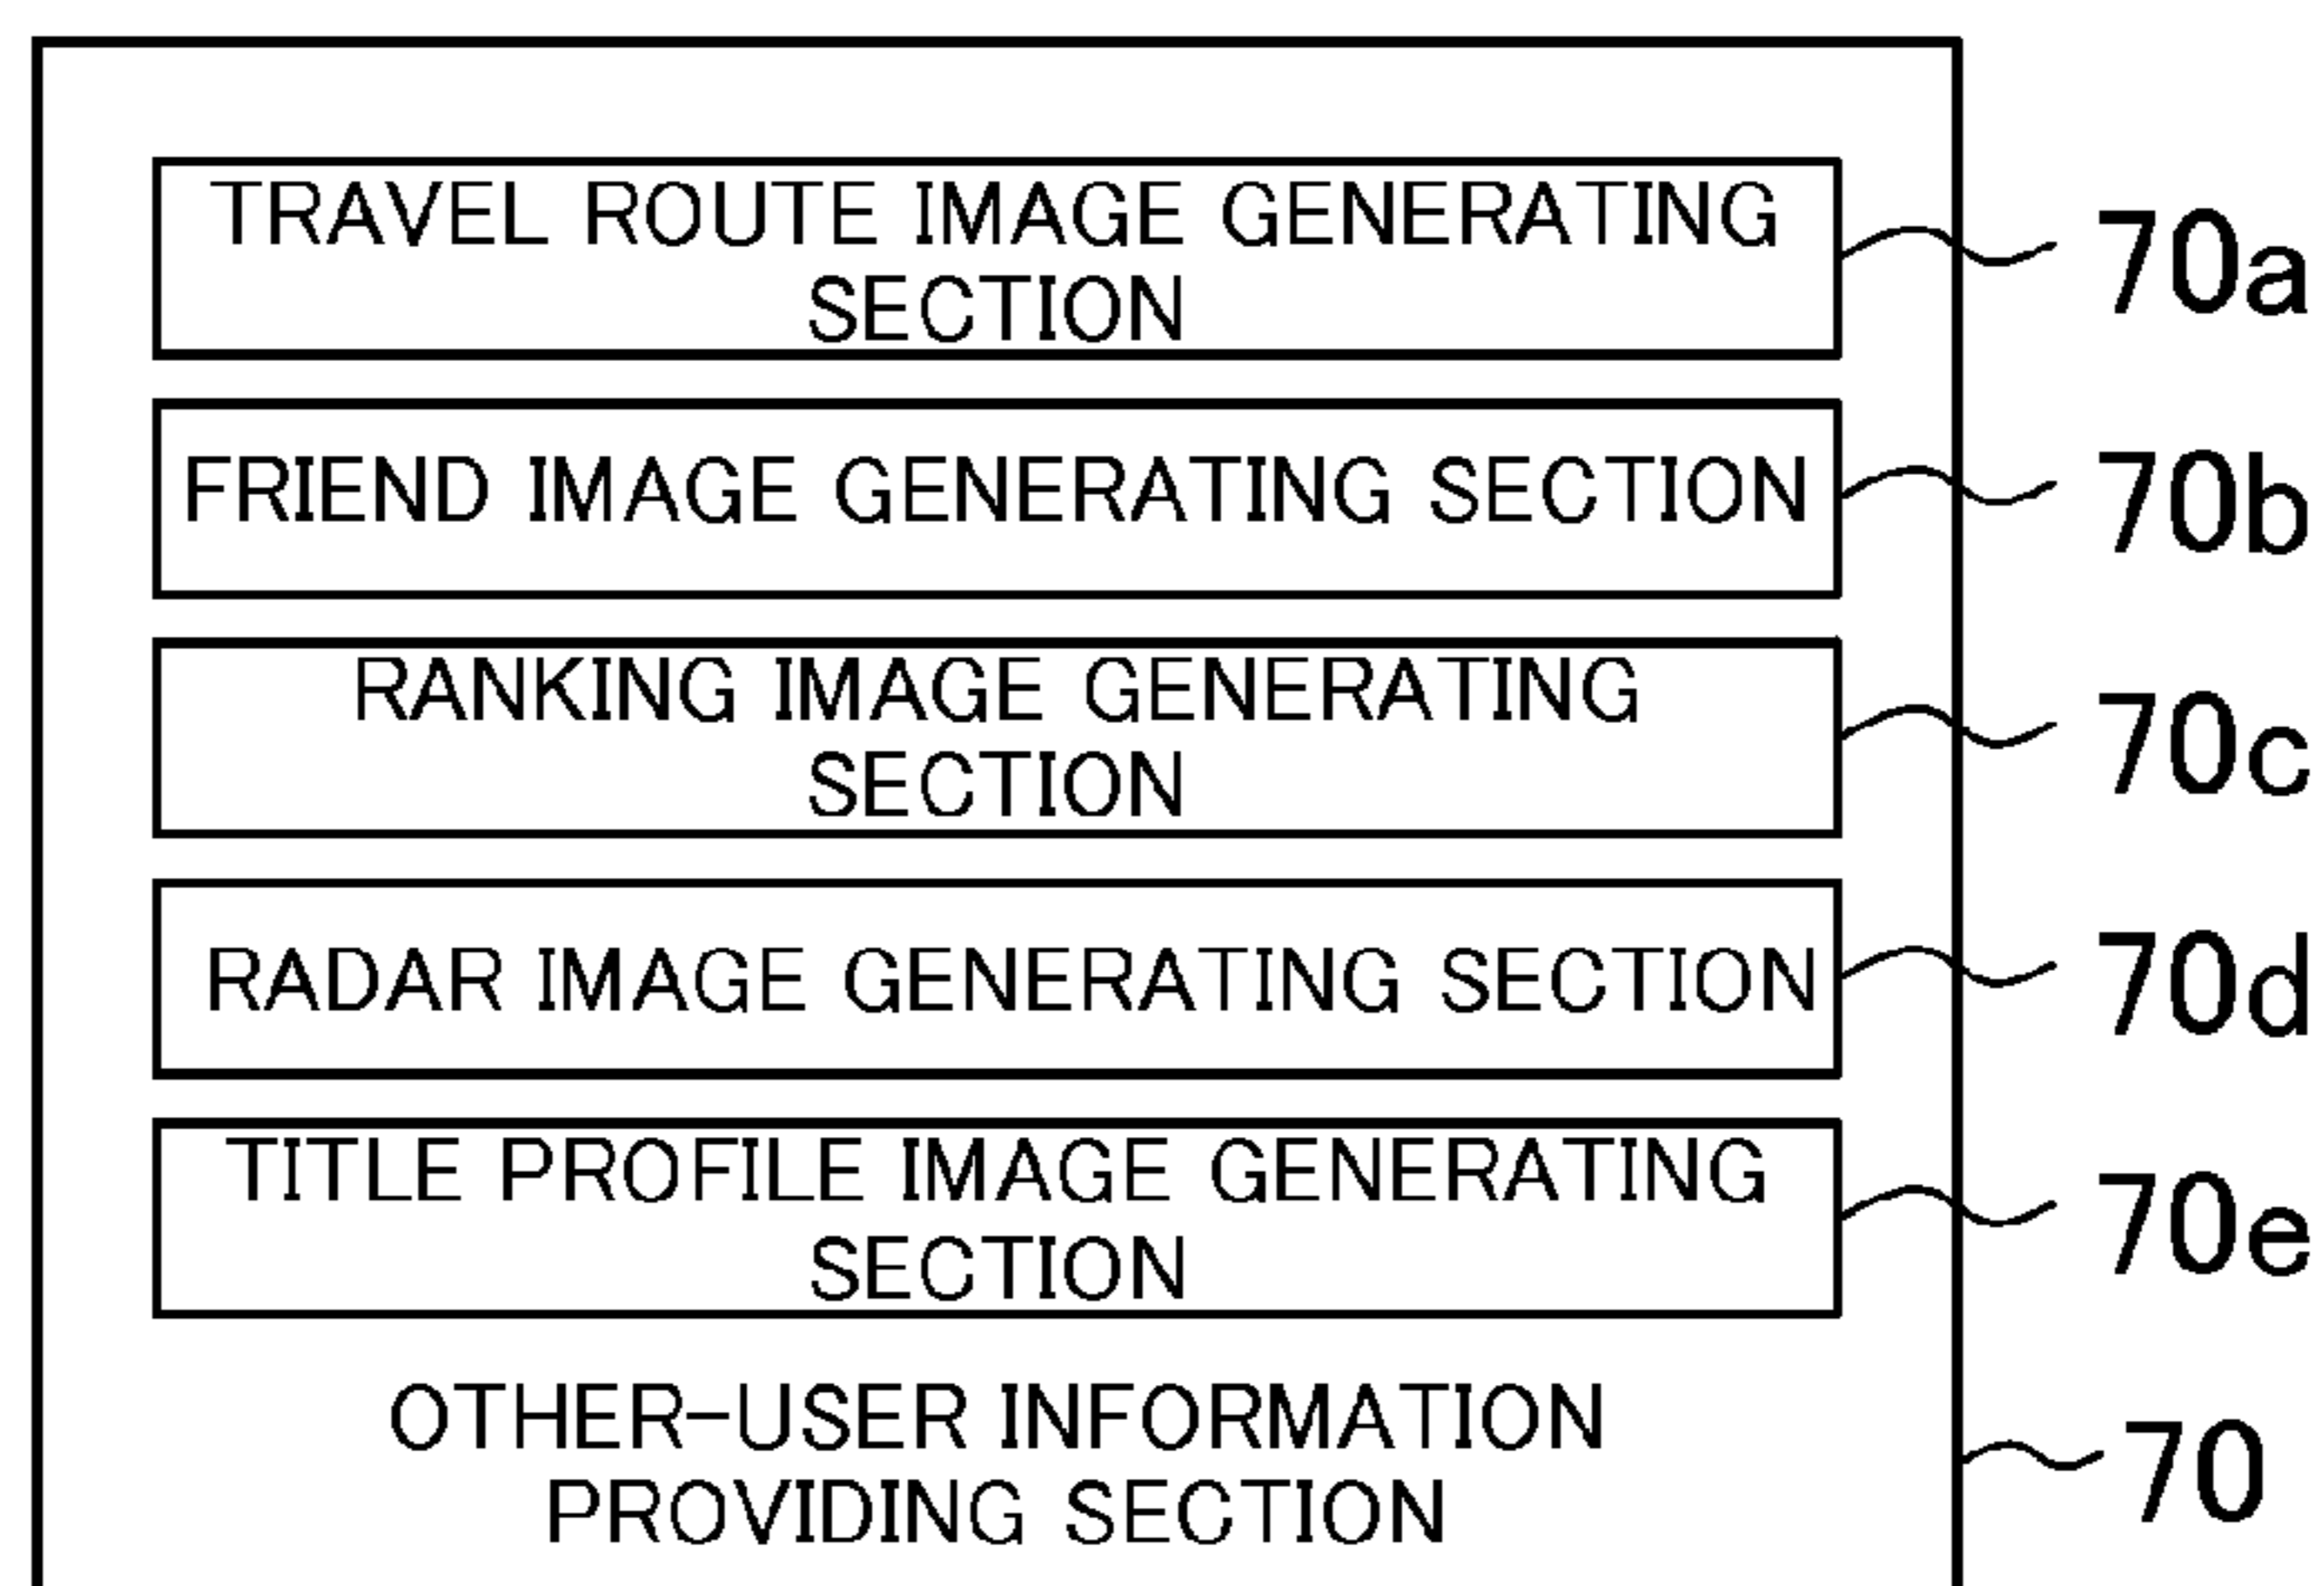 TRAVEL ROUTE IMAGE GENERATING
SECTION
70a
FRIEND IMAGE GENERATING SECTION
70b
RANKING IMAGE GENERATING
SECTION
70c
RADAR IMAGE GENERATING SECTION
70d
TITLE PROFILE IMAGE GENERATING
SECTION
70e
OTHER-USER INFORMATION
PROVIDING SECTION
70